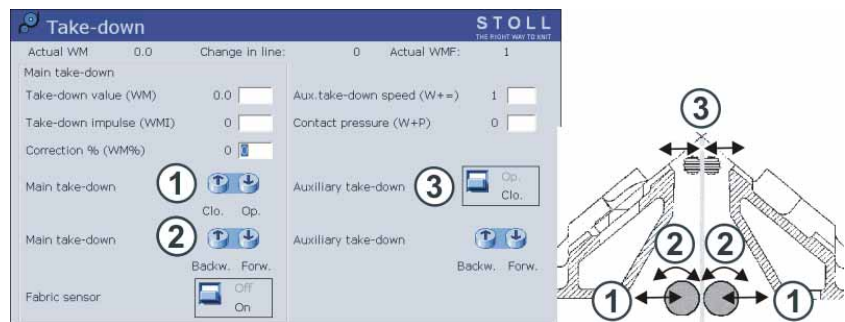 Take-down
STOLL
THE RIGHT WAY TO KNIT
Actual WM 0.0 Change in line: 0 Actual WMF: 1
Main take-down
Take-down value (WM) 0.0 Aux.take-down speed (W+=) 1
Take-down impulse (WMI) 0 Contact pressure (W+P) 0
Correction % (WM%) 0 0
Main take-down 1 Auxiliary take-down 3 Op.
Clo.
Clo. Op.
Main take-down 2 Auxiliary take-down
Backw. Forw. Backw. Forw.
Fabric sensor Off
On
3
2 2
1 1